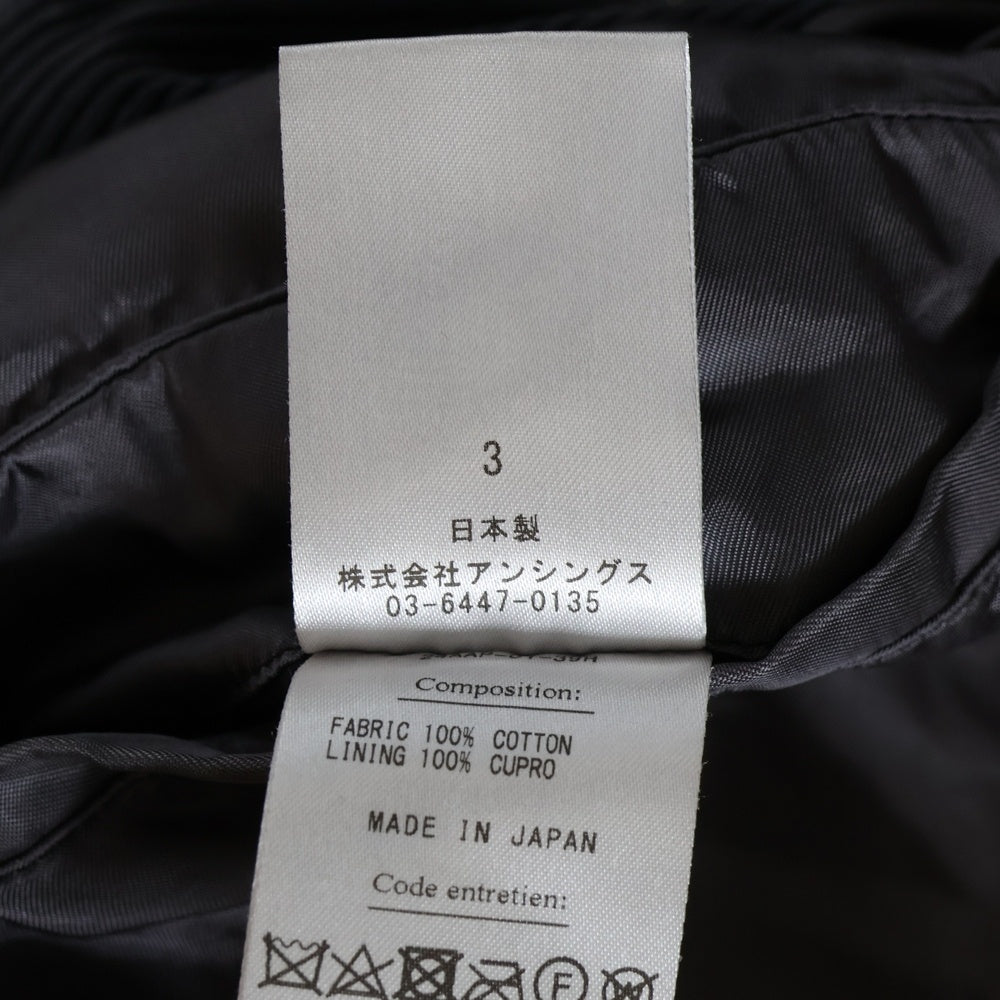 3
日本製
株式会社アンシングス
03-6447-0135
Composition:
FABRIC 100% COTTON
LINING 100% CUPRO
MADE IN JAPAN
Code entretien:
F
W